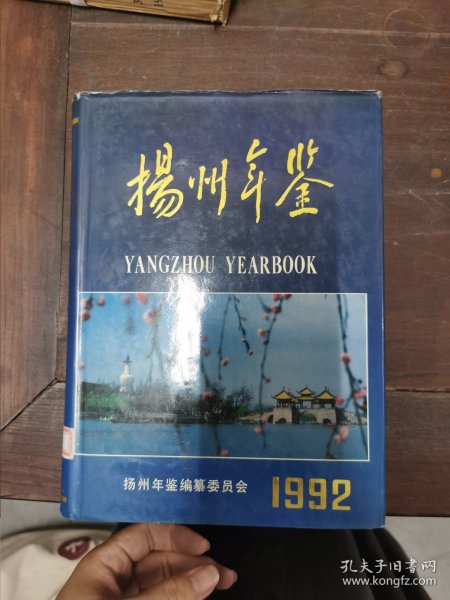 揚州年鉴
YANGZHOU YEARBOOK
扬州年鉴编纂委员会
1992
孔夫子旧书网
www.kongfz.com